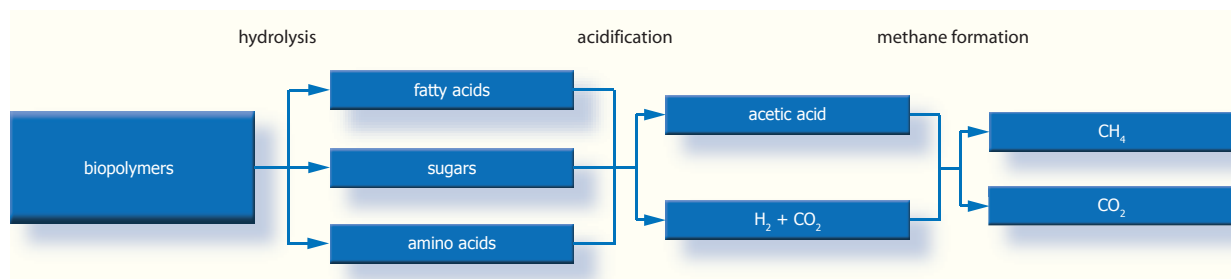 hydrolysis
acidification
methane formation
biopolymers
fatty acids
sugars
amino acids
acetic acid
H₂ + CO₂
CH₄
CO₂